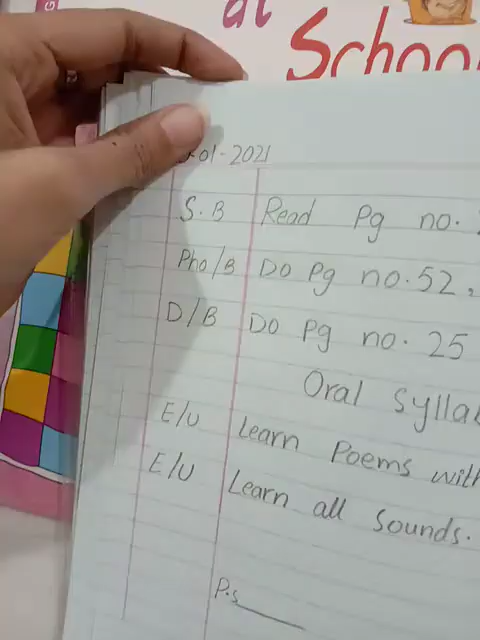 at
School
-01-2021
S.B Read Pg no.
Pho/B Do Pg no.52,
D/B Do Pg no. 25
Oral Sylla
E/U Learn Poems with
E/U Learn all Sounds.
P.s